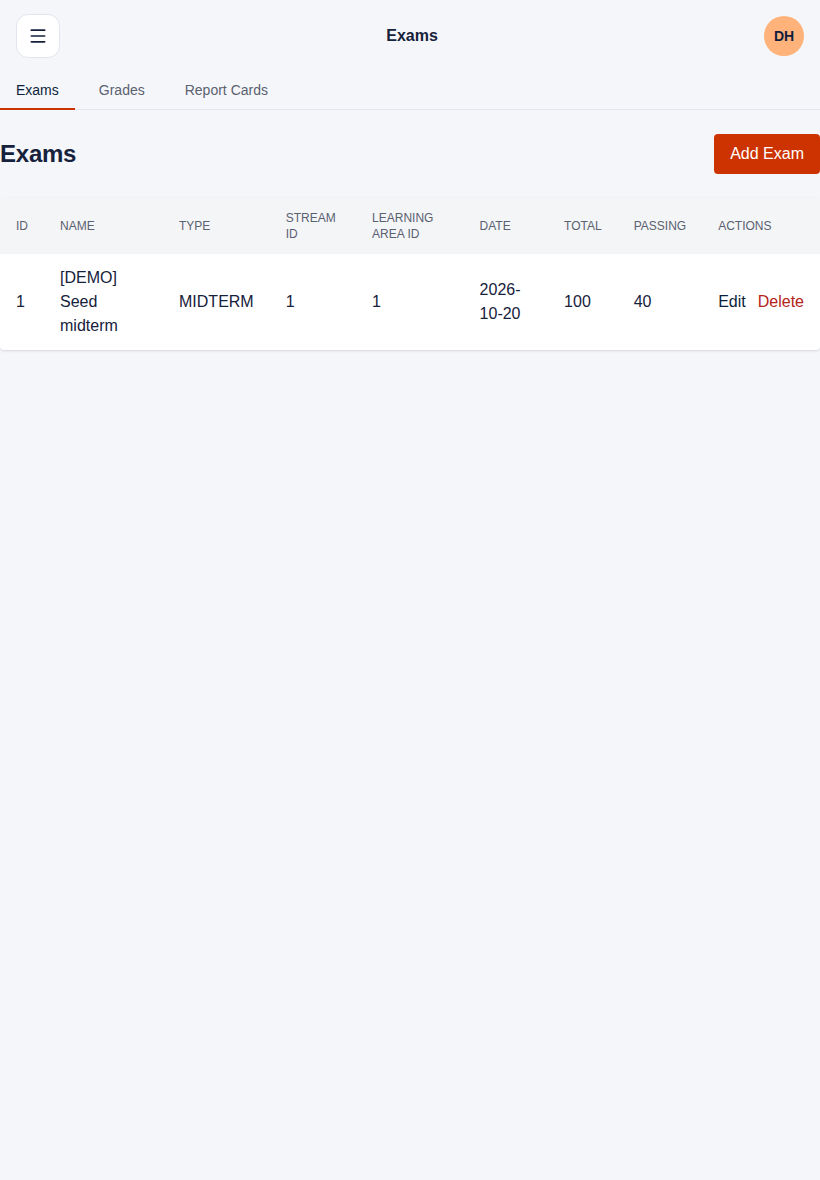 Exams
DH
Exams
Grades
Report Cards
Exams
Add Exam
ID
NAME
TYPE
STREAM
ID
LEARNING
AREA ID
DATE
TOTAL
PASSING
ACTIONS
1
[DEMO]
Seed
midterm
MIDTERM
1
1
2026-
10-20
100
40
Edit
Delete